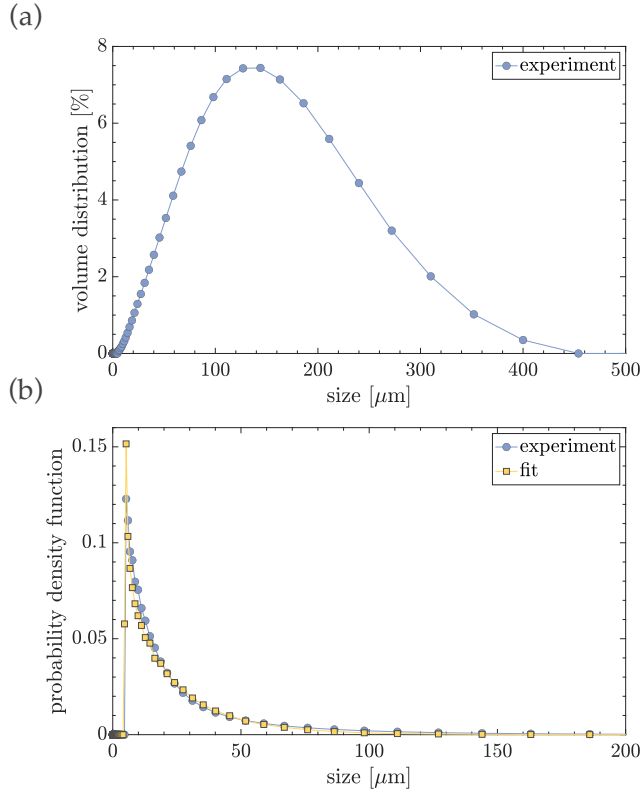 (a)
8
6
4
2
0
volume distribution [%]
experiment
0 100 200 300 400 500
size [μm]
(b)
0.15
0.1
0.05
0
probability density function
experiment
fit
0 50 100 150 200
size [μm]